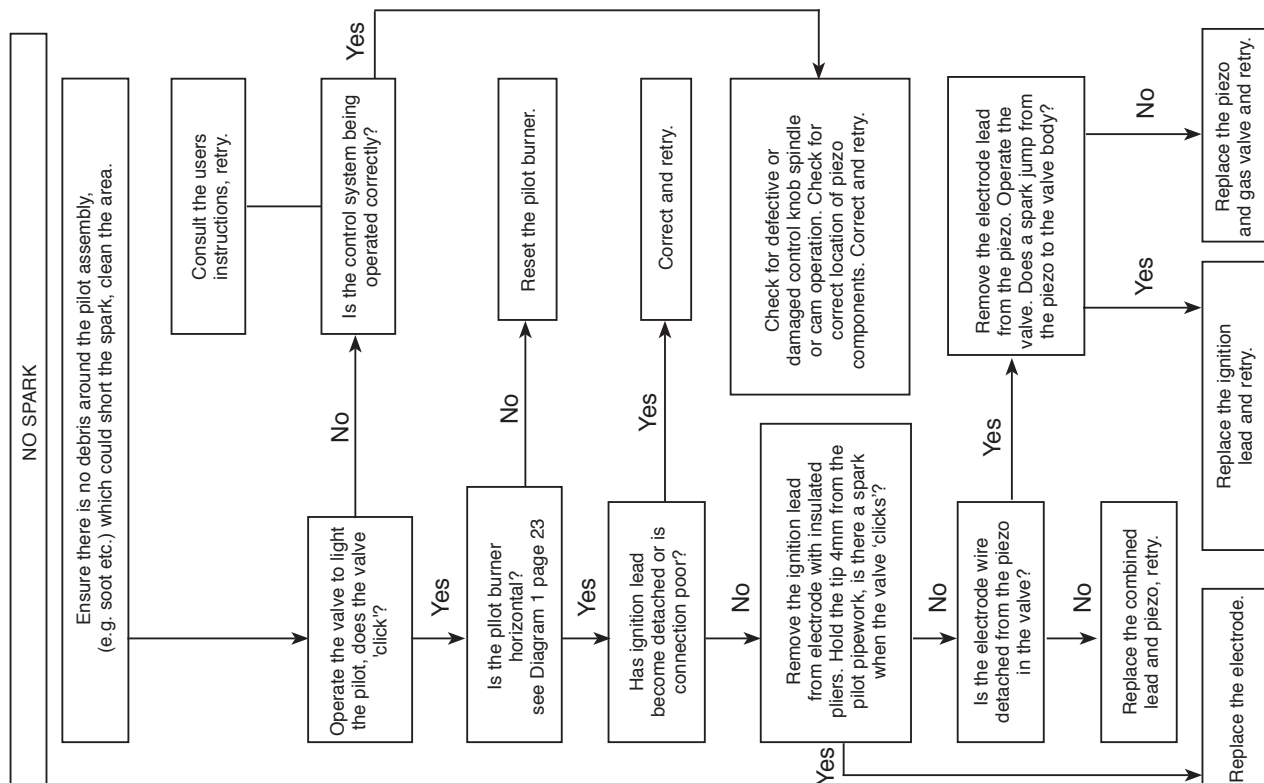 NO SPARK
Ensure there is no debris around the pilot assembly,
(e.g. soot etc.) which could short the spark, clean the area.
Operate the valve to light
the pilot, does the valve
'click'?
No
Is the control system being
operated correctly?
Consult the users
instructions, retry.
Yes
Yes
Is the pilot burner
horizontal?
see Diagram 1 page 23
No
Reset the pilot burner.
Yes
Has ignition lead
become detached or is
connection poor?
Yes
Correct and retry.
Check for defective or
damaged control knob spindle
or cam operation. Check for
correct location of piezo
components. Correct and retry.
No
Remove the ignition lead
from electrode with insulated
pliers. Hold the tip 4mm from the
pilot pipework, is there a spark
when the valve ‘clicks’?
Yes
No
Is the electrode wire
detached from the piezo
in the valve?
Yes
Remove the electrode lead
from the piezo. Operate the
valve. Does a spark jump from
the piezo to the valve body?
No
Replace the combined
lead and piezo, retry.
Yes
No
Replace the electrode.
Replace the ignition
lead and retry.
Replace the piezo
and gas valve and retry.